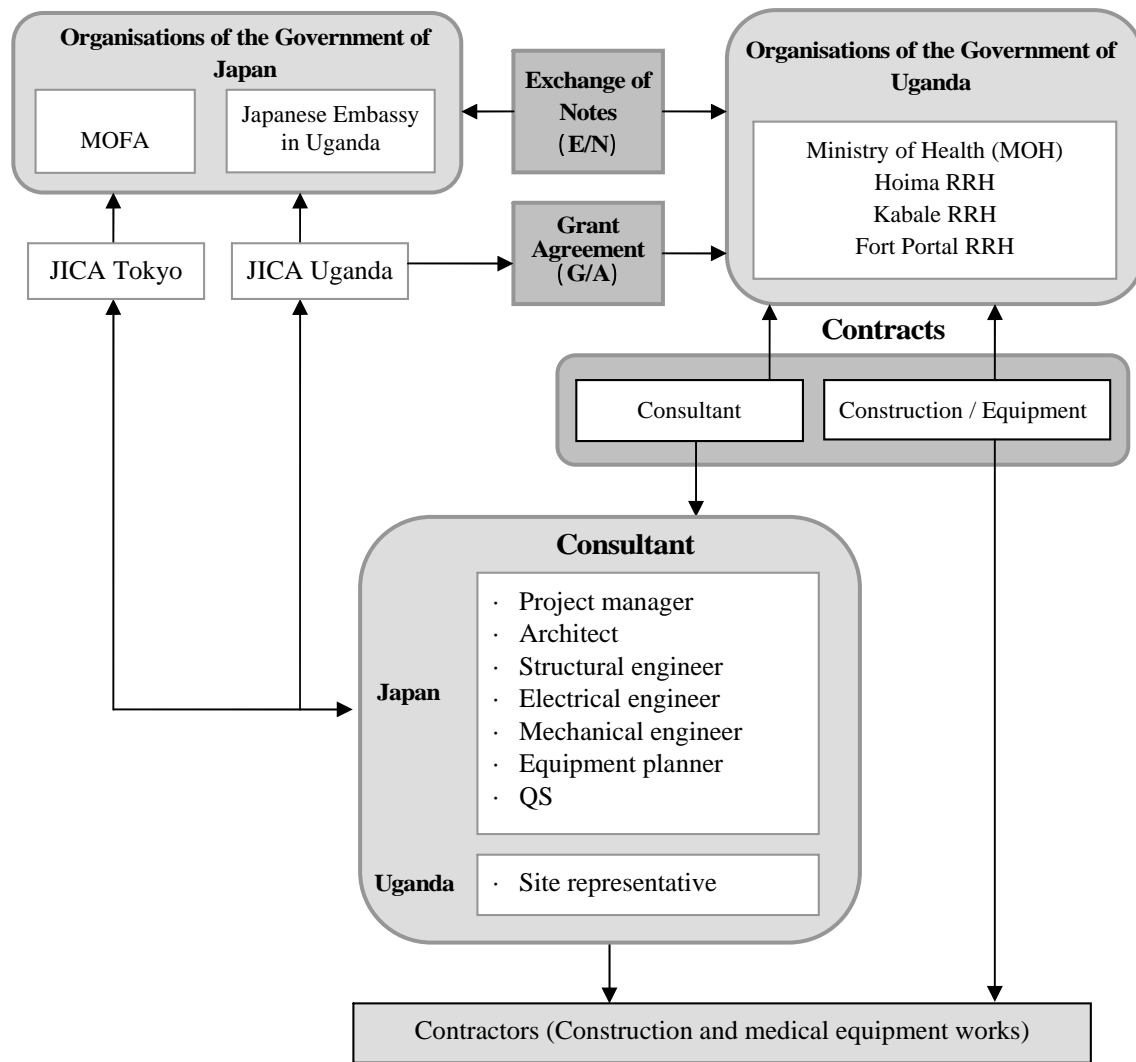 Organisations of the Government of
Japan
MOFA
Japanese Embassy
in Uganda
Exchange of
Notes
(E/N)
Organisations of the Government of
Uganda
Ministry of Health (MOH)
Hoima RRH
Kabale RRH
Fort Portal RRH
JICA Tokyo
JICA Uganda
Grant
Agreement
(G/A)
Contracts
Consultant
Construction / Equipment
Consultant
Japan
· Project manager
· Architect
· Structural engineer
· Electrical engineer
· Mechanical engineer
· Equipment planner
· QS
Uganda
· Site representative
Contractors (Construction and medical equipment works)